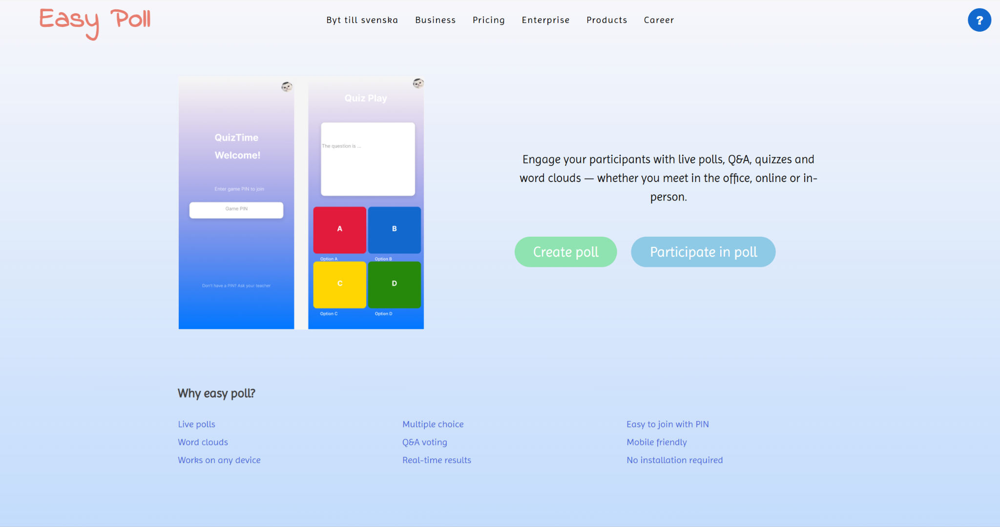 Easy Poll
Byt till svenska Business Pricing Enterprise Products Career
?
QuizTime
Welcome!
Enter game PIN to join
Game PIN
Don't have a PIN? Ask your teacher
Quiz Play
The question is ...
A
B
Option A
Option B
C
D
Option C
Option D
Engage your participants with live polls, Q&A, quizzes and
word clouds — whether you meet in the office, online or in-
person.
Create poll
Participate in poll
Why easy poll?
Live polls
Word clouds
Works on any device
Multiple choice
Q&A voting
Real-time results
Easy to join with PIN
Mobile friendly
No installation required